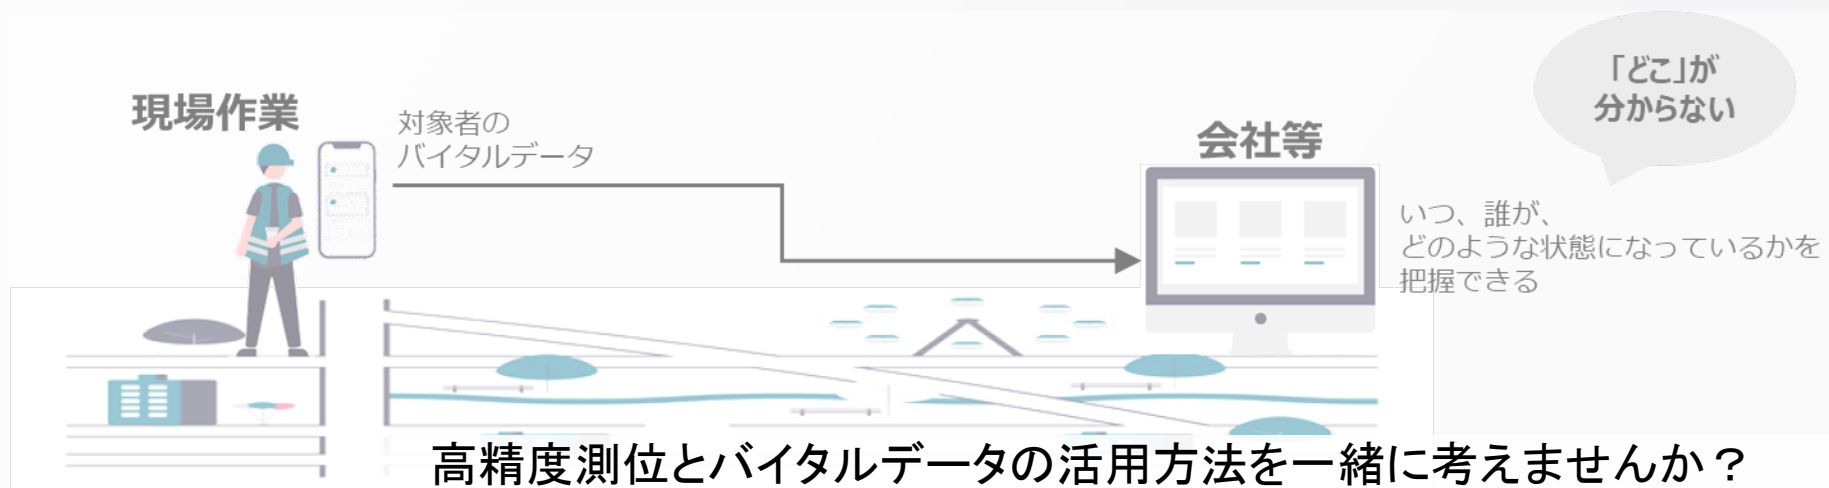 「どこ」が
分からない
現場作業
対象者の
バイタルデータ
会社等
いつ、誰が、
どのような状態になっているかを
把握できる
高精度測位とバイタルデータの活用方法を一緒に考えませんか？